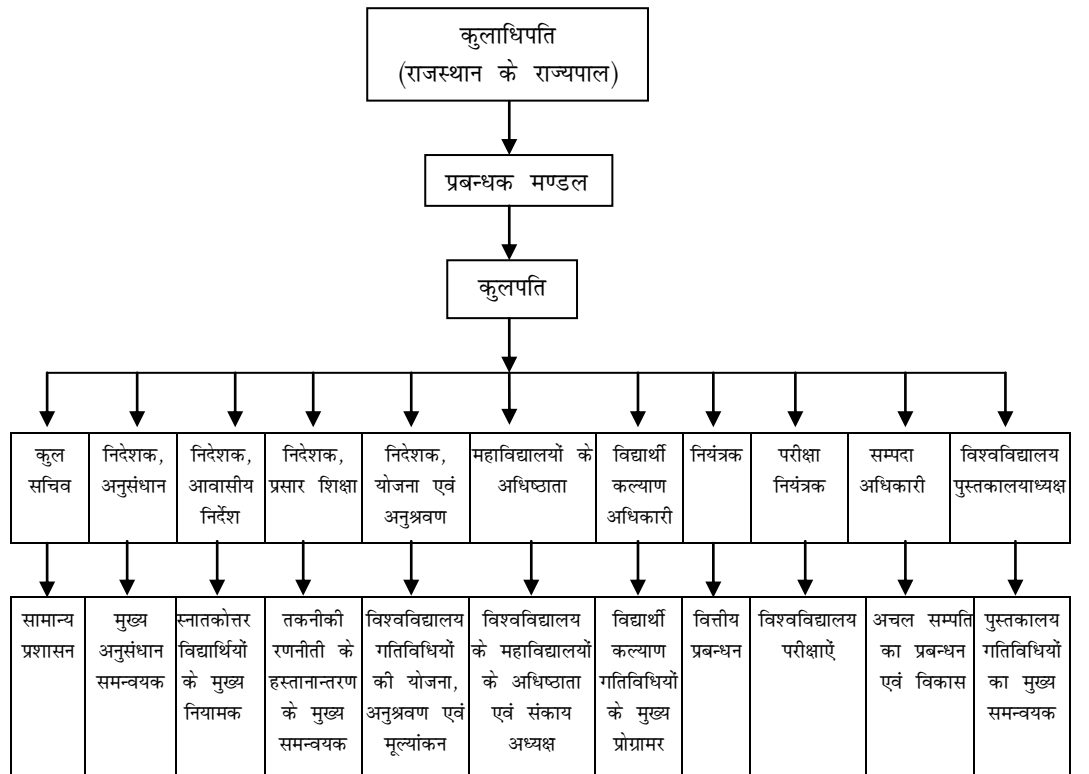 कुलाधिपति
(राजस्थान के राज्यपाल)
प्रबन्धक मण्डल
कुलपति
कुल
सचिव
निदेशक,
अनुसंधान
निदेशक,
आवासीय
निर्देश
निदेशक,
प्रसार शिक्षा
निदेशक,
योजना एवं
अनुश्रवण
महाविद्यालयों के
अधिष्ठाता
विद्यार्थी
कल्याण
अधिकारी
नियंत्रक
परीक्षा
नियंत्रक
सम्पदा
अधिकारी
विश्वविद्यालय
पुस्तकालयाध्यक्ष
सामान्य
प्रशासन
मुख्य
अनुसंधान
समन्वयक
स्नातकोत्तर
विद्यार्थियों
के मुख्य
नियामक
तकनीकी
रणनीती के
हस्तानान्तरण
के मुख्य
समन्वयक
विश्वविद्यालय
गतिविधियों
की योजना,
अनुश्रवण एवं
मूल्यांकन
विश्वविद्यालय
के महाविद्यालयों
के अधिष्ठाता
एवं संकाय
अध्यक्ष
विद्यार्थी
कल्याण
गतिविधियों
के मुख्य
प्रोग्रामर
वित्तीय
प्रबन्धन
विश्वविद्यालय
परीक्षाऐं
अचल सम्पति
का प्रबन्धन
एवं विकास
पुस्तकालय
गतिविधियों
का मुख्य
समन्वयक